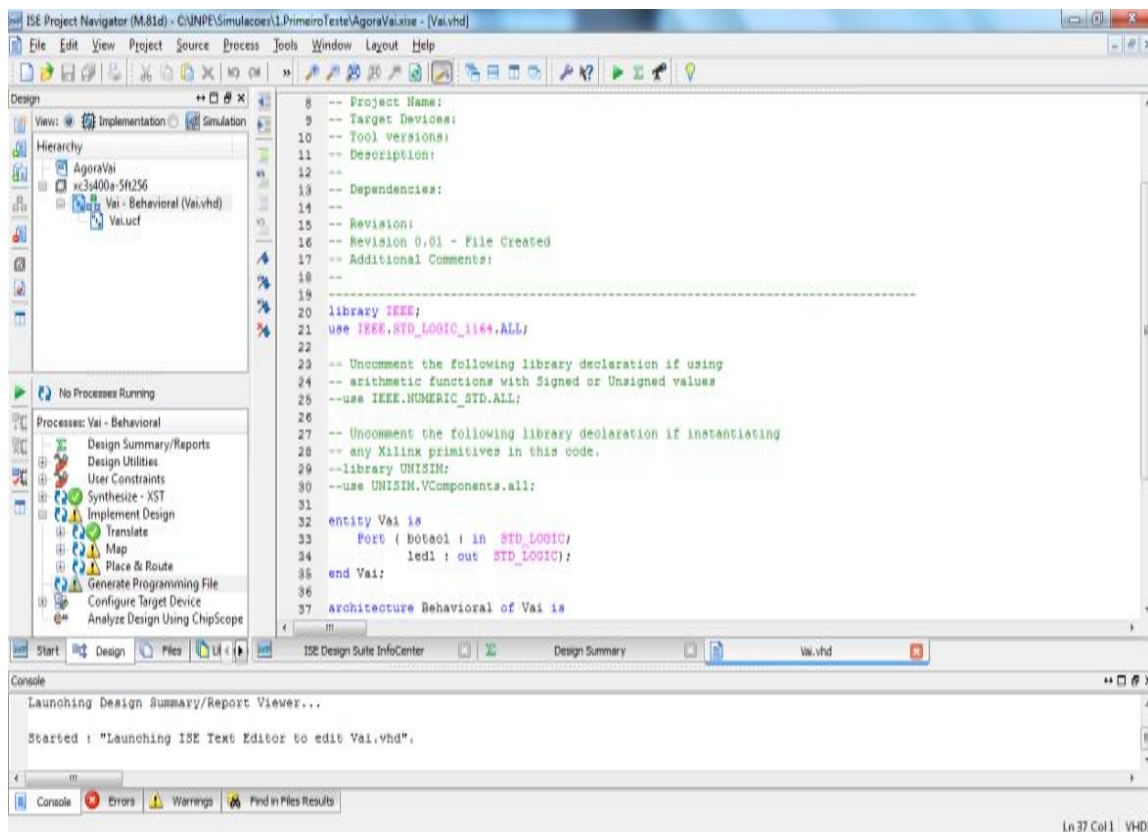 ISE Project Navigator (M.81d) - C:\INPE\Simulacoes\1.PrimeiroTeste\AgoraVai.xise - [Vai.vhd]
File Edit View Project Source Process Tools Window Layout Help
Design
View: Implementation Simulation
Hierarchy
AgoraVai
xc3s400a-5ft256
Vai - Behavioral (Vai.vhd)
Vai.ucf
No Processes Running
Processes: Vai - Behavioral
Design Summary/Reports
Design Utilities
User Constraints
Synthesize - XST
Implement Design
Translate
Map
Place & Route
Generate Programming File
Configure Target Device
Analyze Design Using ChipScope
Start Design Files
8 -- Project Name:
9 -- Target Devices:
10 -- Tool versions:
11 -- Description:
12 --
13 -- Dependencies:
14 --
15 -- Revision:
16 -- Revision 0.01 - File Created
17 -- Additional Comments:
18 --
19 ----------------------------------------------------------------------------------
20 library IEEE;
21 use IEEE.STD_LOGIC_1164.ALL;
22
23 -- Uncomment the following library declaration if using
24 -- arithmetic functions with Signed or Unsigned values
25 --use IEEE.NUMERIC_STD.ALL;
26
27 -- Uncomment the following library declaration if instantiating
28 -- any Xilinx primitives in this code.
29 --library UNISIM;
30 --use UNISIM.VComponents.all;
31
32 entity Vai is
33 Port ( botao1 : in STD_LOGIC;
34 led1 : out STD_LOGIC);
35 end Vai;
36
37 architecture Behavioral of Vai is
ISE Design Suite InfoCenter Design Summary Vai.vhd
Console
Launching Design Summary/Report Viewer...
Started : "Launching ISE Text Editor to edit Vai.vhd".
Console Errors Warnings Find in Files Results
Ln 37 Col 1 VHD